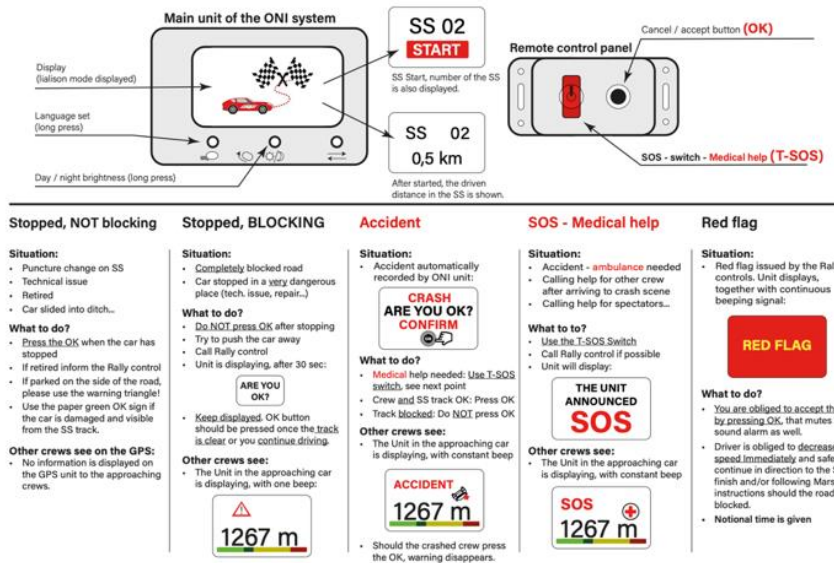 Main unit of the ONI system
Display
(liaison mode displayed)
Language set
(long press)
Day / night brightness (long press)
SS 02
START
SS Start, number of the SS
is also displayed.
SS 02
0,5 km
After started, the driven
distance in the SS is shown.
Remote control panel
Cancel / accept button (OK)
SOS - switch - Medical help (T-SOS)
Stopped, NOT blocking
Situation:
• Puncture change on SS
• Technical issue
• Retired
• Car slided into ditch...
What to do?
• Press the OK when the car has
stopped
• If retired inform the Rally control
• If parked on the side of the road,
please use the warning triangle!
• Use the paper green OK sign if
the car is damaged and visible
from the SS track.
Other crews see on the GPS:
• No information is displayed on
the GPS unit to the approaching
crews.
Stopped, BLOCKING
Situation:
• Completely blocked road
• Car stopped in a very dangerous
place (tech. issue, repair...)
What to do?
• Do NOT press OK after stopping
• Try to push the car away
• Call Rally control
• Unit is displaying, after 30 sec:
ARE YOU
OK?
• Keep displayed. OK button
should be pressed once the track
is clear or you continue driving.
Other crews see:
• The Unit in the approaching car
is displaying, with one beep:
1267 m
Accident
Situation:
• Accident automatically
recorded by ONI unit:
CRASH
ARE YOU OK?
CONFIRM
What to do?
• Medical help needed: Use T-SOS
switch, see next point
• Crew and SS track OK: Press OK
• Track blocked: Do NOT press OK
Other crews see:
• The Unit in the approaching car
is displaying, with constant beep
ACCIDENT
1267 m
• Should the crashed crew press
the OK, warning disappears.
SOS - Medical help
Situation:
• Accident - ambulance needed
• Calling help for other crew
after arriving to crash scene
• Calling help for spectators...
What to to?
• Use the T-SOS Switch
• Call Rally control if possible
• Unit will display:
THE UNIT
ANNOUNCED
SOS
Other crews see:
• The Unit in the approaching car
is displaying, with constant beep
SOS
1267 m
Red flag
Situation:
• Red flag issued by the Ral
controls. Unit displays,
together with continuous
beeping signal:
RED FLAG
What to do?
• You are obliged to accept th
by pressing OK, that mutes
sound alarm as well.
• Driver is obliged to decrease
speed Immediately and safe
continue in direction to the S
finish and/or following Mars
instructions should the road
blocked.
• Notional time is given